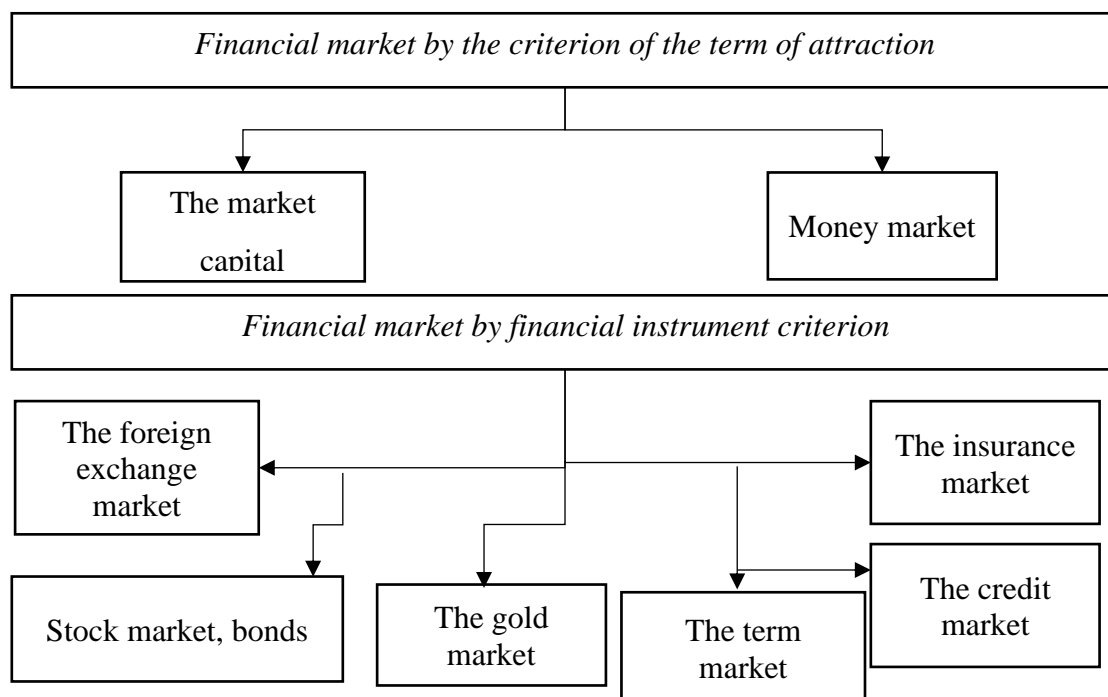 Financial market by the criterion of the term of attraction
The market
capital
Money market
Financial market by financial instrument criterion
The foreign
exchange
market
The insurance
market
Stock market, bonds
The gold
market
The term
market
The credit
market